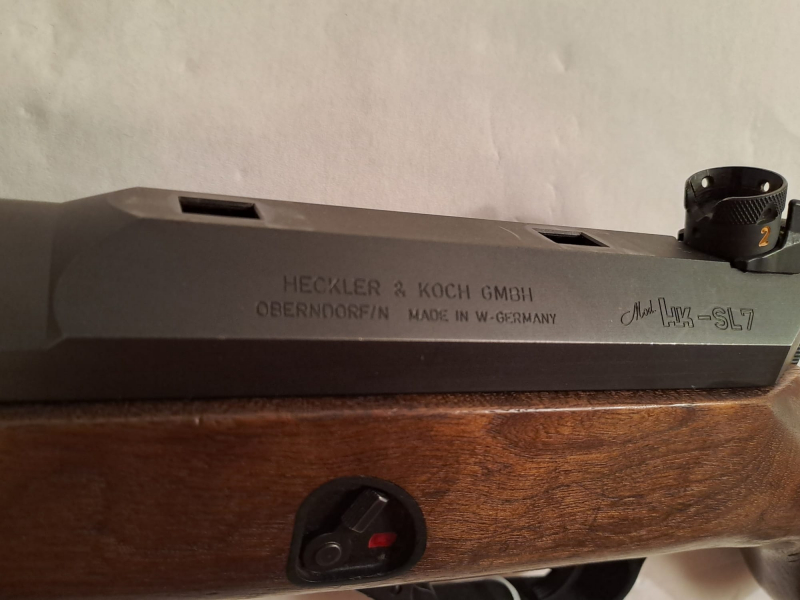 HECKLER & KOCH GMBH
OBERNDORF/N MADE IN W-GERMANY
Mod. HK-SL7
2